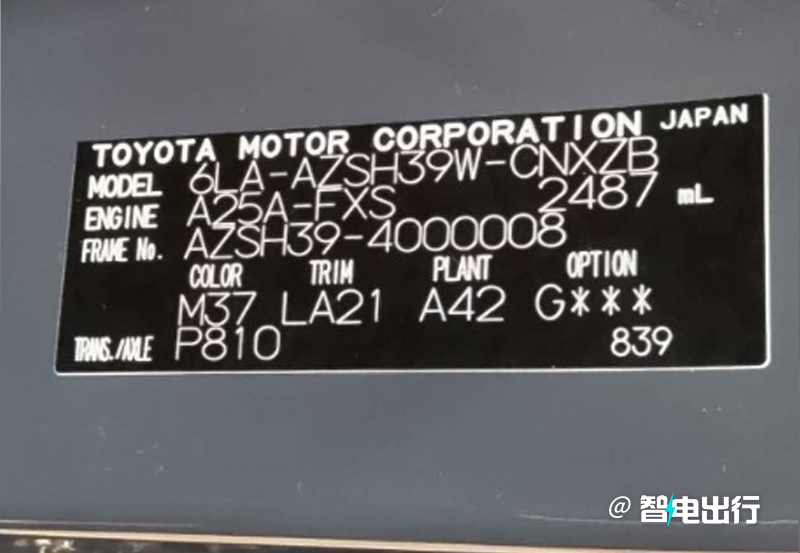 TOYOTA MOTOR CORPORATION JAPAN
MODEL 6LA-AZSH39W-CNXZB
ENGINE A25A-FXS 2487 mL
FRAME No. AZSH39-4000008
COLOR TRIM PLANT OPTION
M37 LA21 A42 G***
TRANS./AXLE P810 839
@智电出行